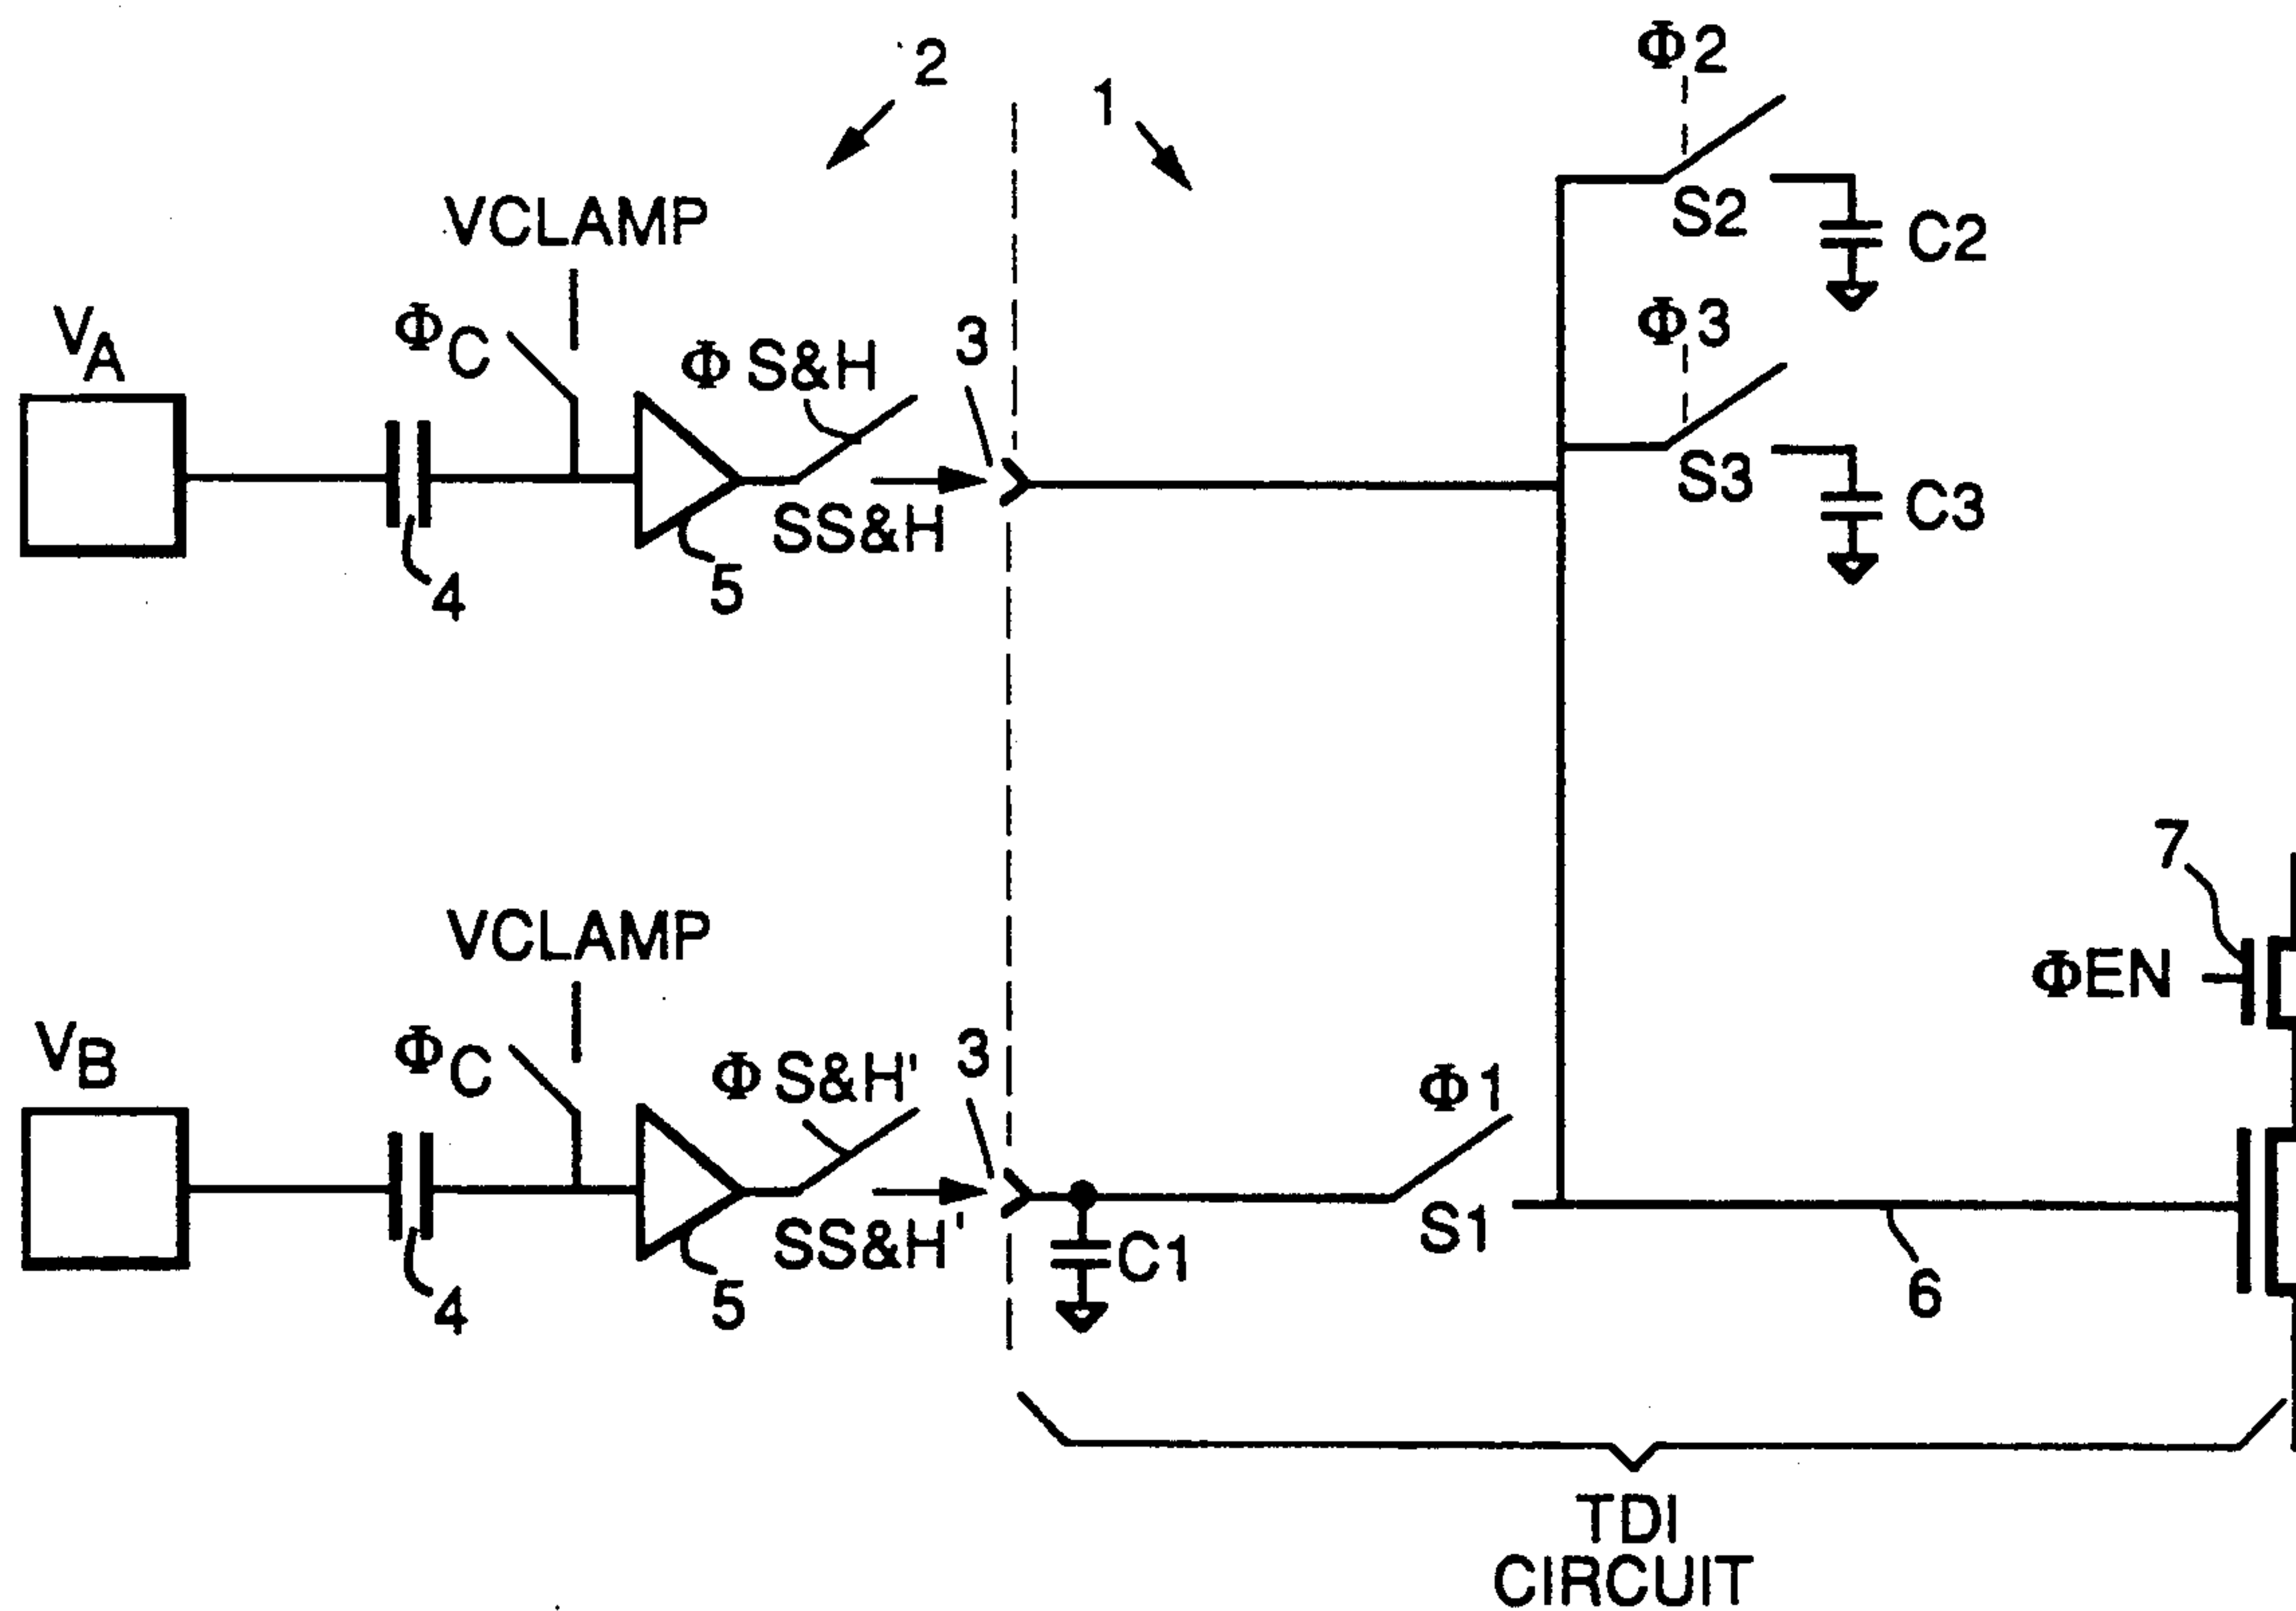 2
1
Φ2
VCLAMP
S2
C2
VA
ΦC
Φ S&H
3
Φ3
SS&H
S3
C3
4
5
7
VCLAMP
ΦEN
VB
ΦC
Φ S&H'
3
Φ1
SS&H'
C1
S1
6
4
5
TDI
CIRCUIT